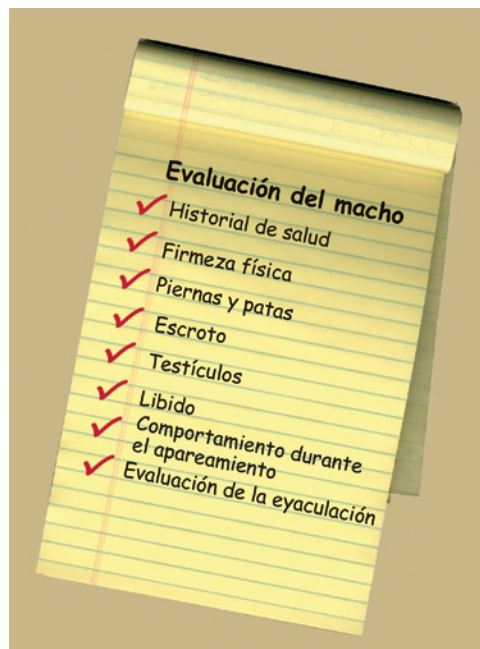 Evaluación del macho
Historial de salud
Firmeza física
Piernas y patas
Escroto
Testículos
Libido
Comportamiento durante
el apareamiento
Evaluación de la eyaculación